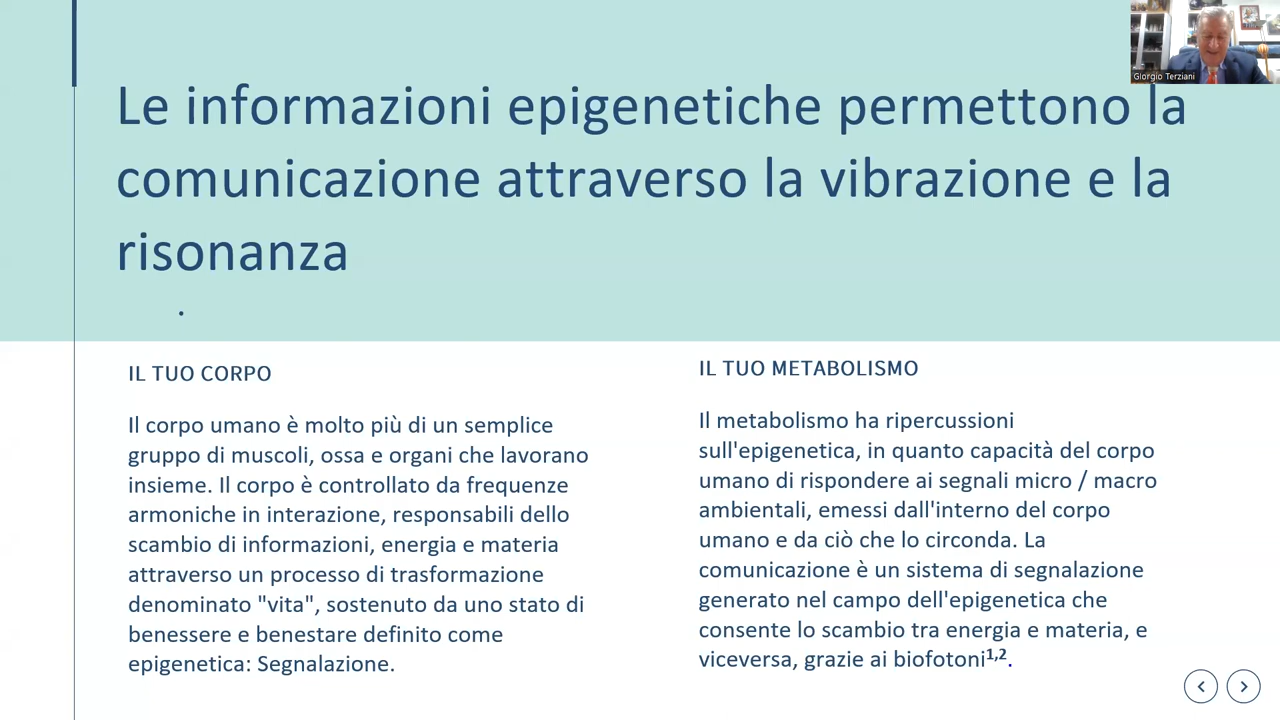 Giorgio Terziani
Le informazioni epigenetiche permettono la
comunicazione attraverso la vibrazione e la
risonanza
.
IL TUO CORPO
Il corpo umano è molto più di un semplice
gruppo di muscoli, ossa e organi che lavorano
insieme. Il corpo è controllato da frequenze
armoniche in interazione, responsabili dello
scambio di informazioni, energia e materia
attraverso un processo di trasformazione
denominato "vita", sostenuto da uno stato di
benessere e benestare definito come
epigenetica: Segnalazione.
IL TUO METABOLISMO
Il metabolismo ha ripercussioni
sull'epigenetica, in quanto capacità del corpo
umano di rispondere ai segnali micro / macro
ambientali, emessi dall'interno del corpo
umano e da ciò che lo circonda. La
comunicazione è un sistema di segnalazione
generato nel campo dell'epigenetica che
consente lo scambio tra energia e materia, e
viceversa, grazie ai biofotoni¹,².